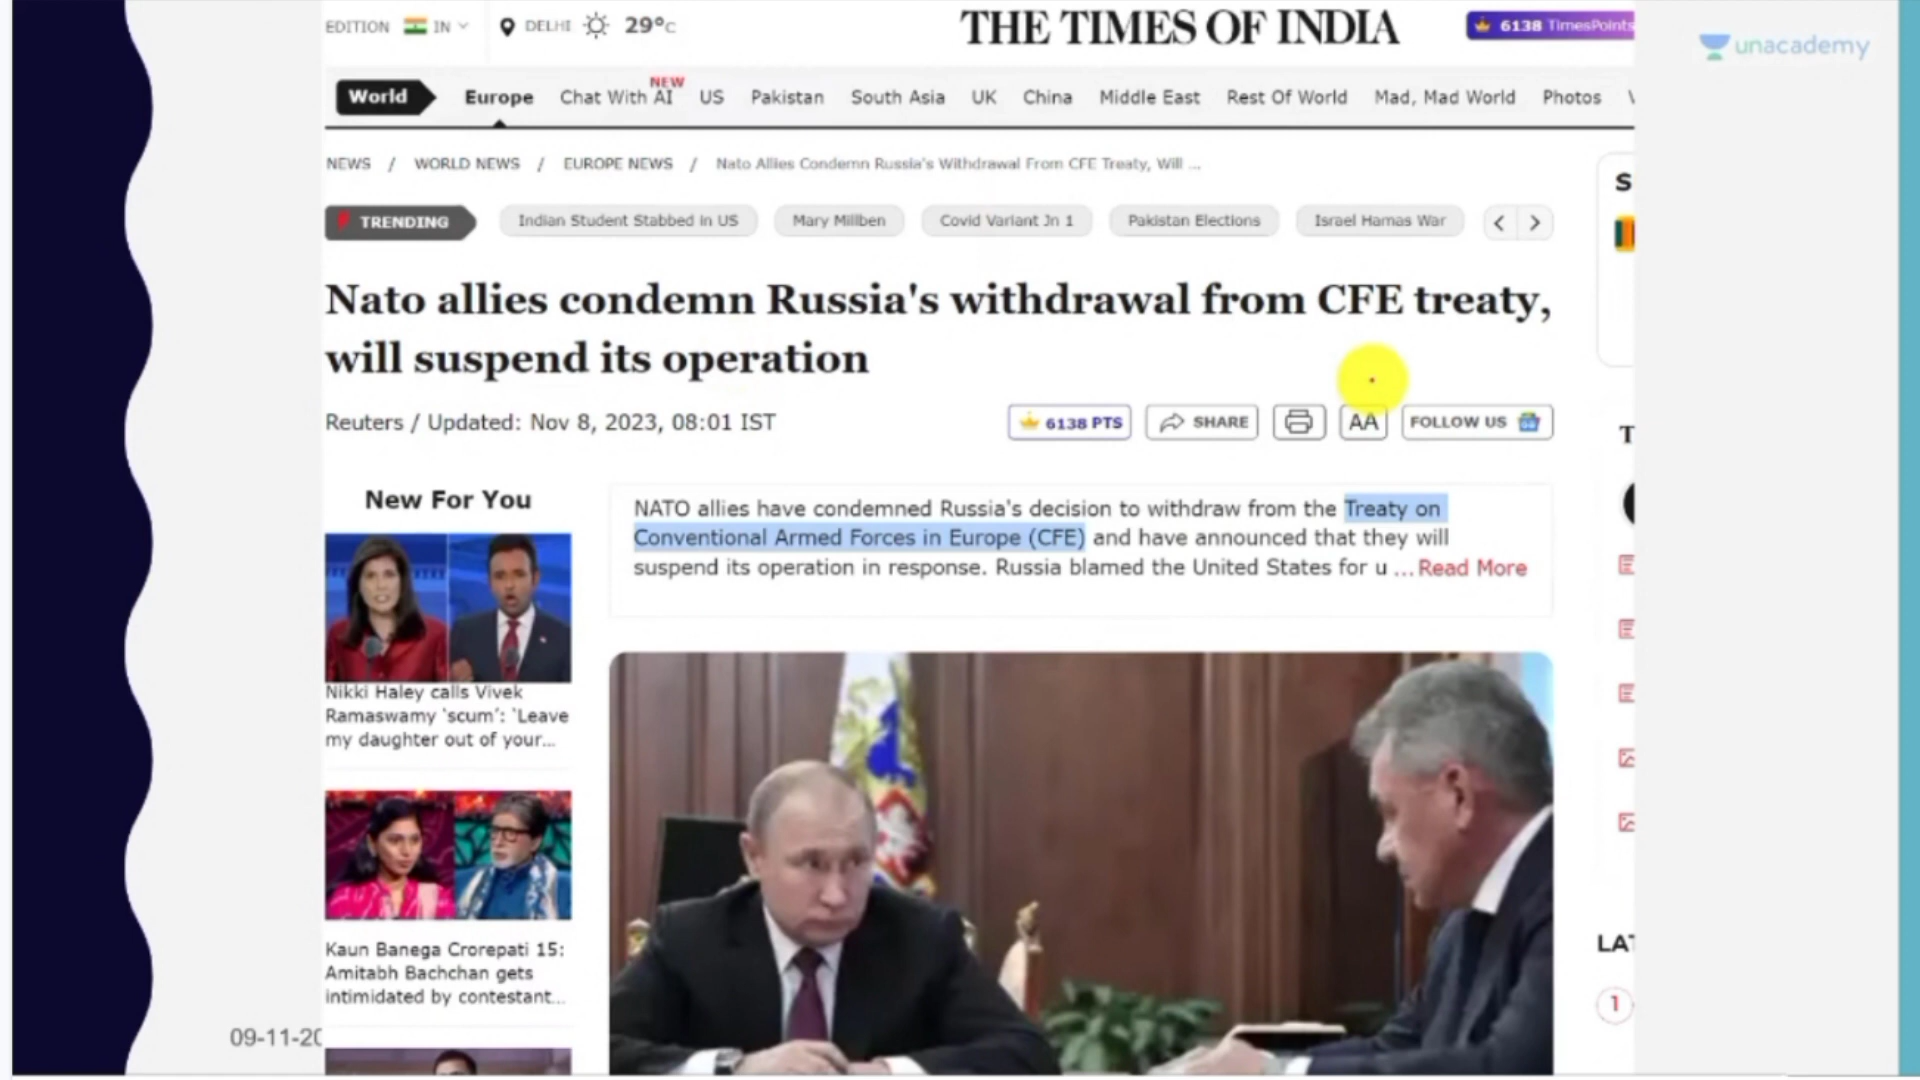 EDITION IN DELHI 29°C
THE TIMES OF INDIA
6138 TimesPoints
unacademy
NEW
World Europe Chat With AI US Pakistan South Asia UK China Middle East Rest Of World Mad, Mad World Photos
NEWS / WORLD NEWS / EUROPE NEWS / Nato Allies Condemn Russia's Withdrawal From CFE Treaty, Will ...
TRENDING Indian Student Stabbed in US Mary Millben Covid Variant Jn 1 Pakistan Elections Israel Hamas War < >
Nato allies condemn Russia's withdrawal from CFE treaty,
will suspend its operation
Reuters / Updated: Nov 8, 2023, 08:01 IST
6138 PTS SHARE AA FOLLOW US
New For You
Nikki Haley calls Vivek
Ramaswamy 'scum': 'Leave
my daughter out of your...
Kaun Banega Crorepati 15:
Amitabh Bachchan gets
intimidated by contestant...
NATO allies have condemned Russia's decision to withdraw from the Treaty on
Conventional Armed Forces in Europe (CFE) and have announced that they will
suspend its operation in response. Russia blamed the United States for u ... Read More
S
T
LAT
1
09-11-20